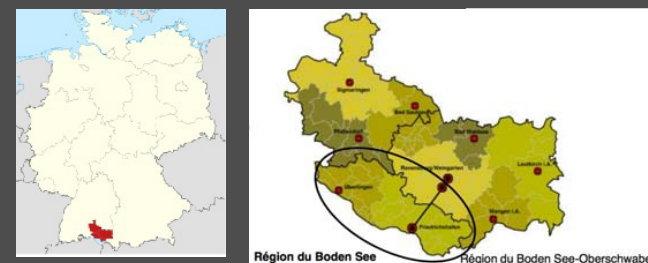 Sigmaringen
Bad Saulgau
Pfullendorf
Bad Waldsee
Leutkirch i.A.
Ravensburg/Weingarten
Überlingen
Wangen i.A.
Friedrichshafen
Région du Boden See
Région du Boden See-Oberschwabe